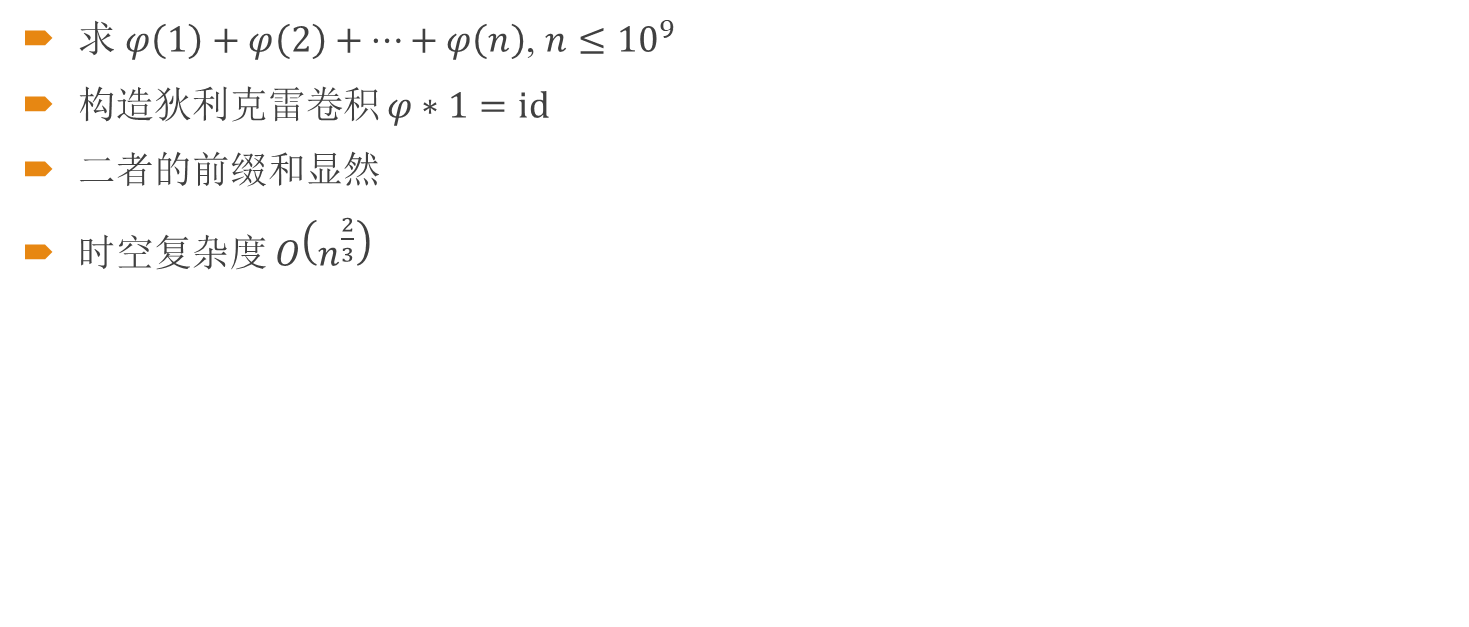 求 φ(1) + φ(2) + ⋯ + φ(n), n ≤ 10⁹
构造狄利克雷卷积 φ ∗ 1 = id
二者的前缀和显然
时空复杂度 O(n^{2/3})